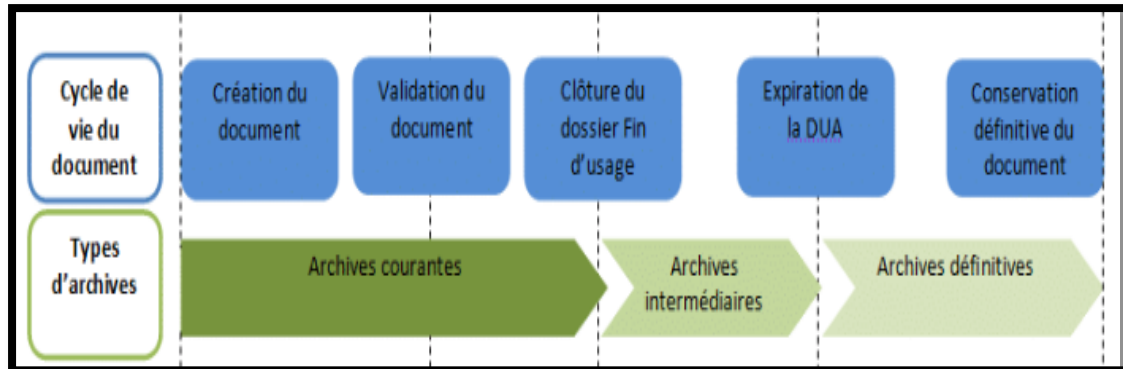 Cycle de
vie du
document
Création du
document
Validation du
document
Clôture du
dossier Fin
d'usage
Expiration de
la DUA
Conservation
définitive du
document
Types
d'archives
Archives courantes
Archives
intermédiaires
Archives définitives